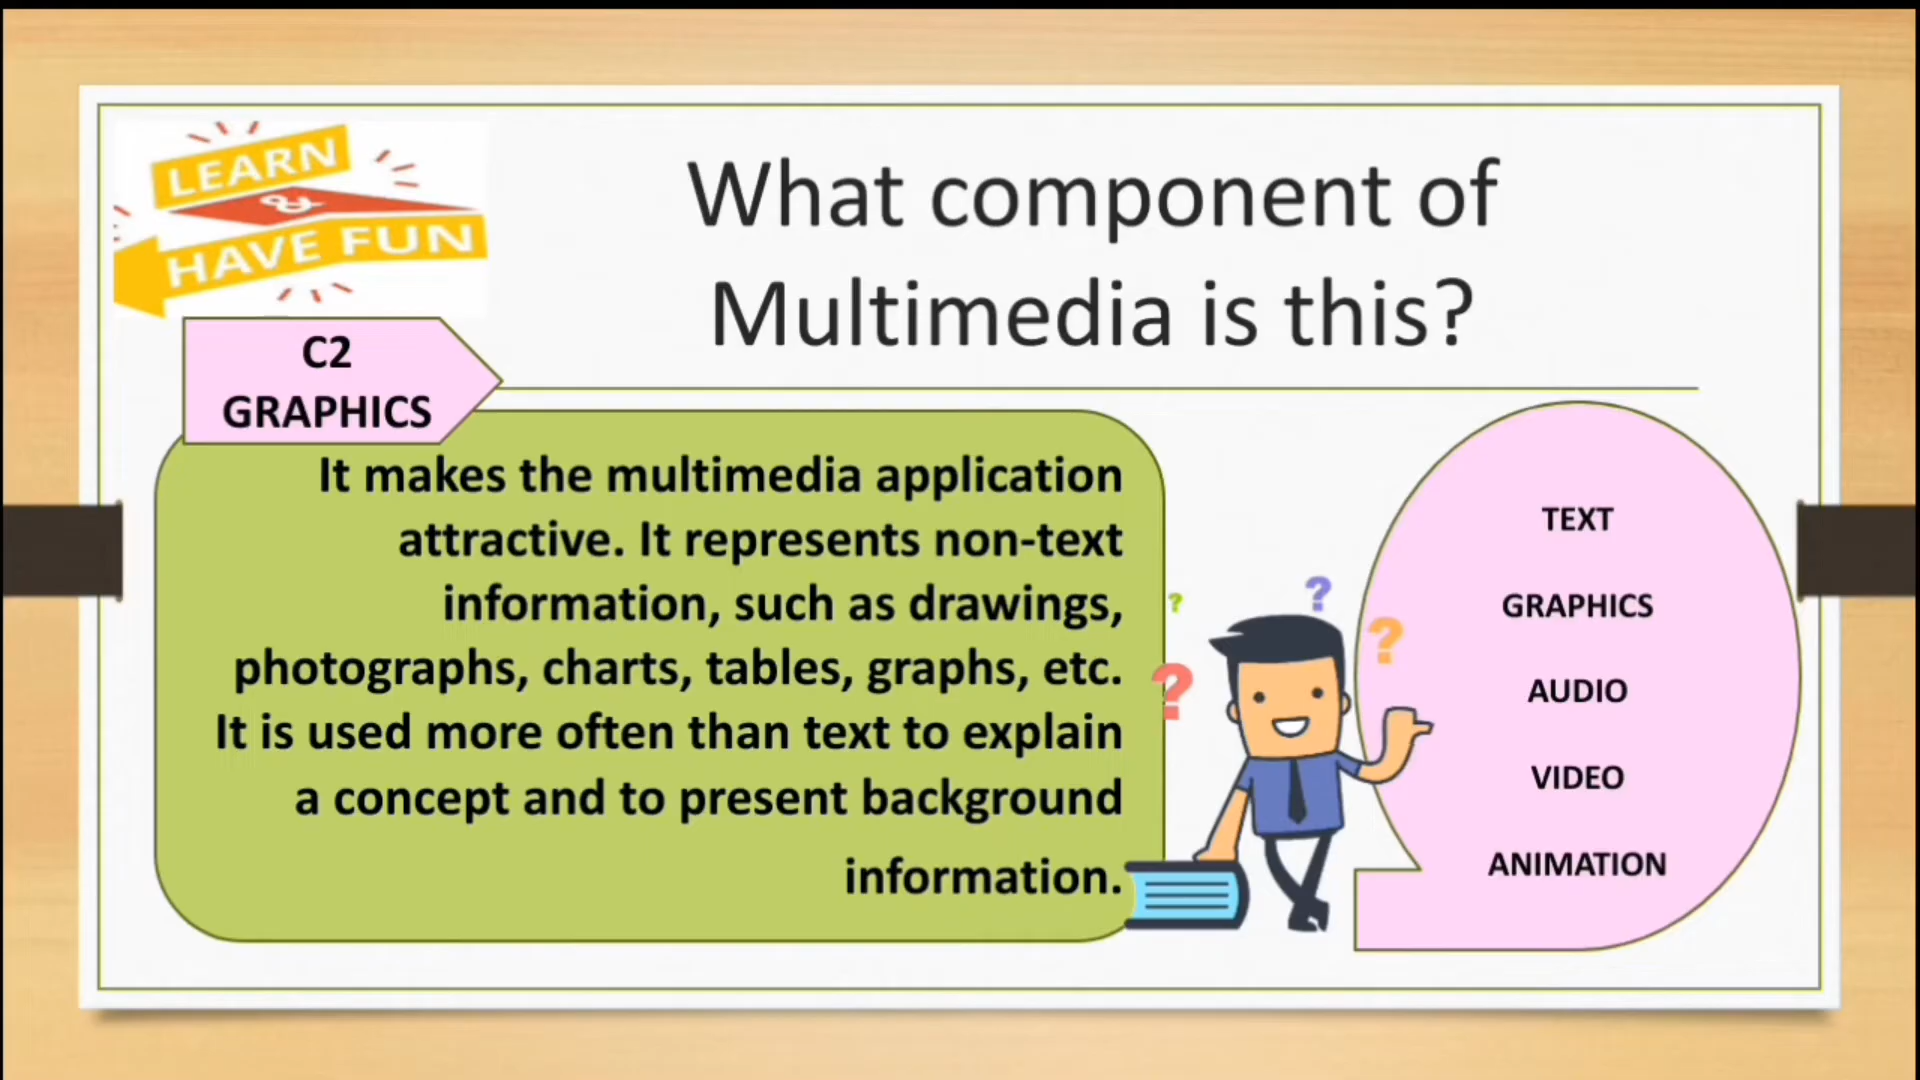 LEARN
&
HAVE FUN
What component of
Multimedia is this?
C2
GRAPHICS
It makes the multimedia application
attractive. It represents non-text
information, such as drawings,
photographs, charts, tables, graphs, etc.
It is used more often than text to explain
a concept and to present background
information.
?
?
?
?
TEXT
GRAPHICS
AUDIO
VIDEO
ANIMATION